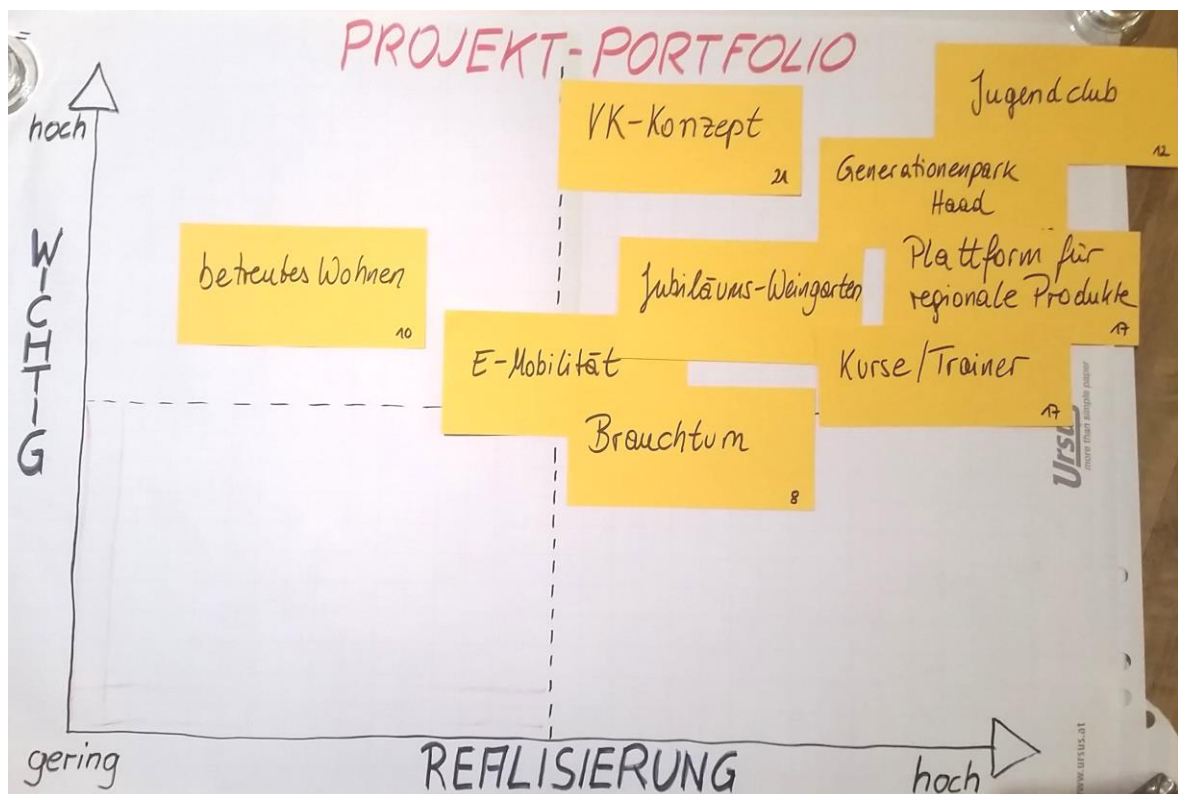 PROJEKT-PORTFOLIO
hoch
WICHTIG
gering
REALISIERUNG
hoch
VK-Konzept
21
Jugendclub
12
Generationenpark
Haad
betreutes Wohnen
10
Jubiläums-Weingarten
Plattform für
regionale Produkte
17
E-Mobilität
Kurse/Trainer
17
Brauchtum
8
Ursus
more than simple paper
www.ursus.at